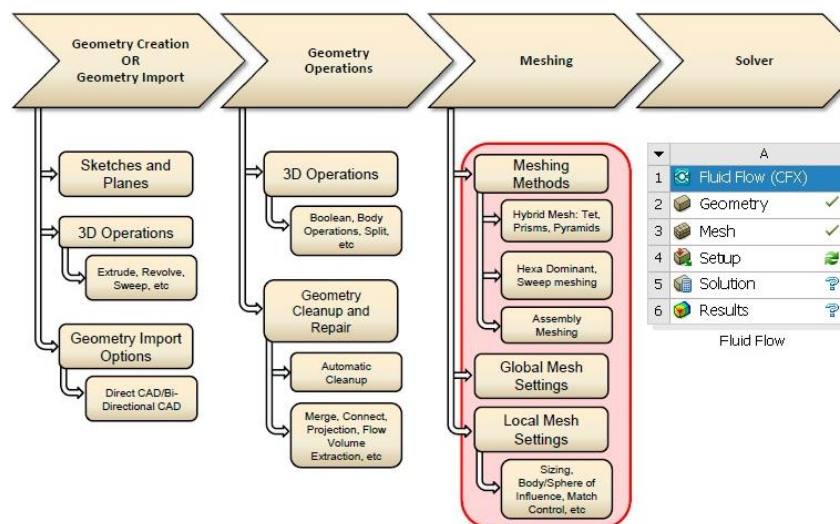 Geometry Creation
OR
Geometry Import
Geometry
Operations
Meshing
Solver
Sketches and
Planes
3D Operations
Extrude, Revolve,
Sweep, etc
Geometry Import
Options
Direct CAD/Bi-
Directional CAD
3D Operations
Boolean, Body
Operations, Split,
etc
Geometry
Cleanup and
Repair
Automatic
Cleanup
Merge, Connect,
Projection, Flow
Volume
Extraction, etc
Meshing
Methods
Hybrid Mesh: Tet,
Prisms, Pyramids
Hexa Dominant,
Sweep meshing
Assembly
Meshing
Global Mesh
Settings
Local Mesh
Settings
Sizing,
Body/Sphere of
Influence, Match
Control, etc
A
1 Fluid Flow (CFX)
2 Geometry
3 Mesh
4 Setup
5 Solution ?
6 Results ?
Fluid Flow